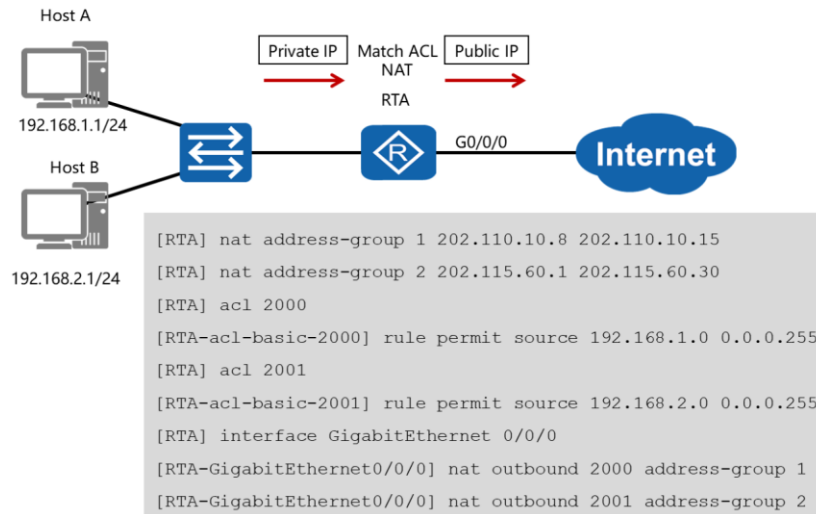 Host A
Private IP
Match ACL
Public IP
NAT
RTA
192.168.1.1/24
R
G0/0/0
Internet
Host B
192.168.2.1/24
[RTA] nat address-group 1 202.110.10.8 202.110.10.15
[RTA] nat address-group 2 202.115.60.1 202.115.60.30
[RTA] acl 2000
[RTA-acl-basic-2000] rule permit source 192.168.1.0 0.0.0.255
[RTA] acl 2001
[RTA-acl-basic-2001] rule permit source 192.168.2.0 0.0.0.255
[RTA] interface GigabitEthernet 0/0/0
[RTA-GigabitEthernet0/0/0] nat outbound 2000 address-group 1
[RTA-GigabitEthernet0/0/0] nat outbound 2001 address-group 2